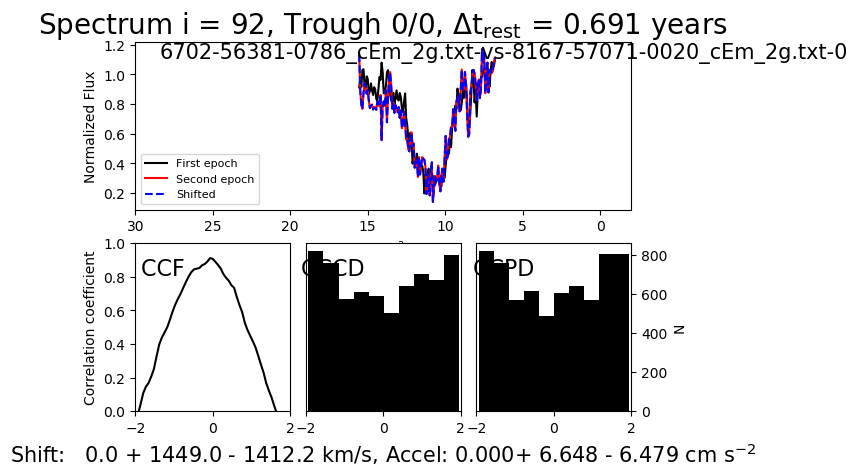 Spectrum i = 92, Trough 0/0, Δt_rest = 0.691 years
6702-56381-0786_cEm_2g.txt-vs-8167-57071-0020_cEm_2g.txt-0
Normalized Flux
1.2
1.0
0.8
0.6
0.4
0.2
First epoch
Second epoch
Shifted
30 25 20 15 10 5 0
Correlation coefficient
1.0
0.8
0.6
0.4
0.2
0.0
CCF
CCCD
CCPD
800
600
400
200
0
N
−2 0 2
−2 0 2
−2 0 2
Shift: 0.0 + 1449.0 - 1412.2 km/s, Accel: 0.000+ 6.648 - 6.479 cm s⁻²